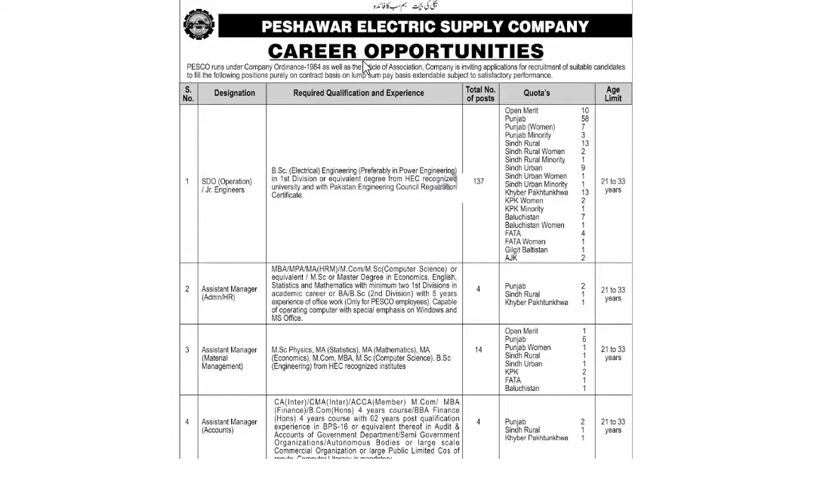 بجلی کی بچت ہم سب کا فائدہ
PESHAWAR ELECTRIC SUPPLY COMPANY
CAREER OPPORTUNITIES
PESCO runs under Company Ordinance-1984 as well as the Article of Association, Company is inviting applications for recruitment of suitable candidates
to fill the following positions purely on contract basis on lump sum pay basis extendable subject to satisfactory performance.
S. No. Designation Required Qualification and Experience Total No. of posts Quota's Age Limit
1
SDO (Operation)
/ Jr. Engineers
B.Sc. (Electrical) Engineering (Preferably in Power Engineering)
in 1st Division or equivalent degree from HEC recognized
university and with Pakistan Engineering Council Registration
Certificate.
137
Open Merit 10
Punjab 58
Punjab (Women) 7
Punjab Minority 3
Sindh Rural 13
Sindh Rural Women 2
Sindh Rural Minority 1
Sindh Urban 9
Sindh Urban Women 1
Sindh Urban Minority 1
Khyber Pakhtunkhwa 13
KPK Women 2
KPK Minority 1
Baluchistan 7
Baluchistan Women 1
FATA 4
FATA Women 1
Gilgit Baltistan 1
AJK 2
21 to 33
years
2
Assistant Manager
(Admn/HR)
MBA/MPA/MA(HRM)/M.Com/M.Sc(Computer Science) or
equivalent / M.Sc or Master Degree in Economics, English,
Statistics and Mathematics with minimum two 1st Divisions in
academic career or BA/B.Sc (2nd Division) with 5 years
experience of office work (Only for PESCO employees). Capable
of operating computer with special emphasis on Windows and
MS Office.
4
Punjab 2
Sindh Rural 1
Khyber Pakhtunkhwa 1
21 to 33
years
3
Assistant Manager
(Material
Management)
M.Sc Physics, MA (Statistics), MA (Mathematics), MA
(Economics), M.Com, MBA, M.Sc (Computer Science), B.Sc
(Engineering) from HEC recognized institutes
14
Open Merit 1
Punjab 6
Punjab Women 1
Sindh Rural 1
Sindh Urban 1
KPK 2
FATA 1
Baluchistan 1
21 to 33
years
4
Assistant Manager
(Accounts)
CA(Inter)/CMA(Inter)/ACCA(Member) M.Com/ MBA
(Finance)/B.Com(Hons) 4 years course/BBA Finance
(Hons) 4 years course with 02 years post qualification
experience in BPS-16 or equivalent thereof in Audit &
Accounts of Government Department/Semi Government
Organizations/Autonomous Bodies or large scale
Commercial Organization or large Public Limited Cos of
repute. Computer Literacy is mandatory.
4
Punjab 2
Sindh Rural 1
Khyber Pakhtunkhwa 1
21 to 33
years